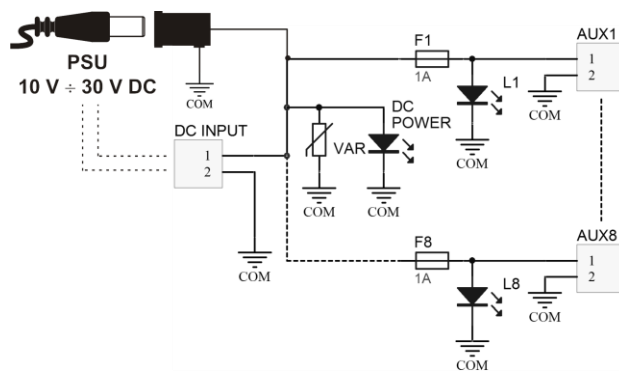 PSU
10 V ÷ 30 V DC
COM
DC INPUT
1
2
COM
VAR
COM
DC
POWER
COM
F1
1A
L1
COM
AUX1
1
2
COM
F8
1A
L8
COM
AUX8
1
2
COM